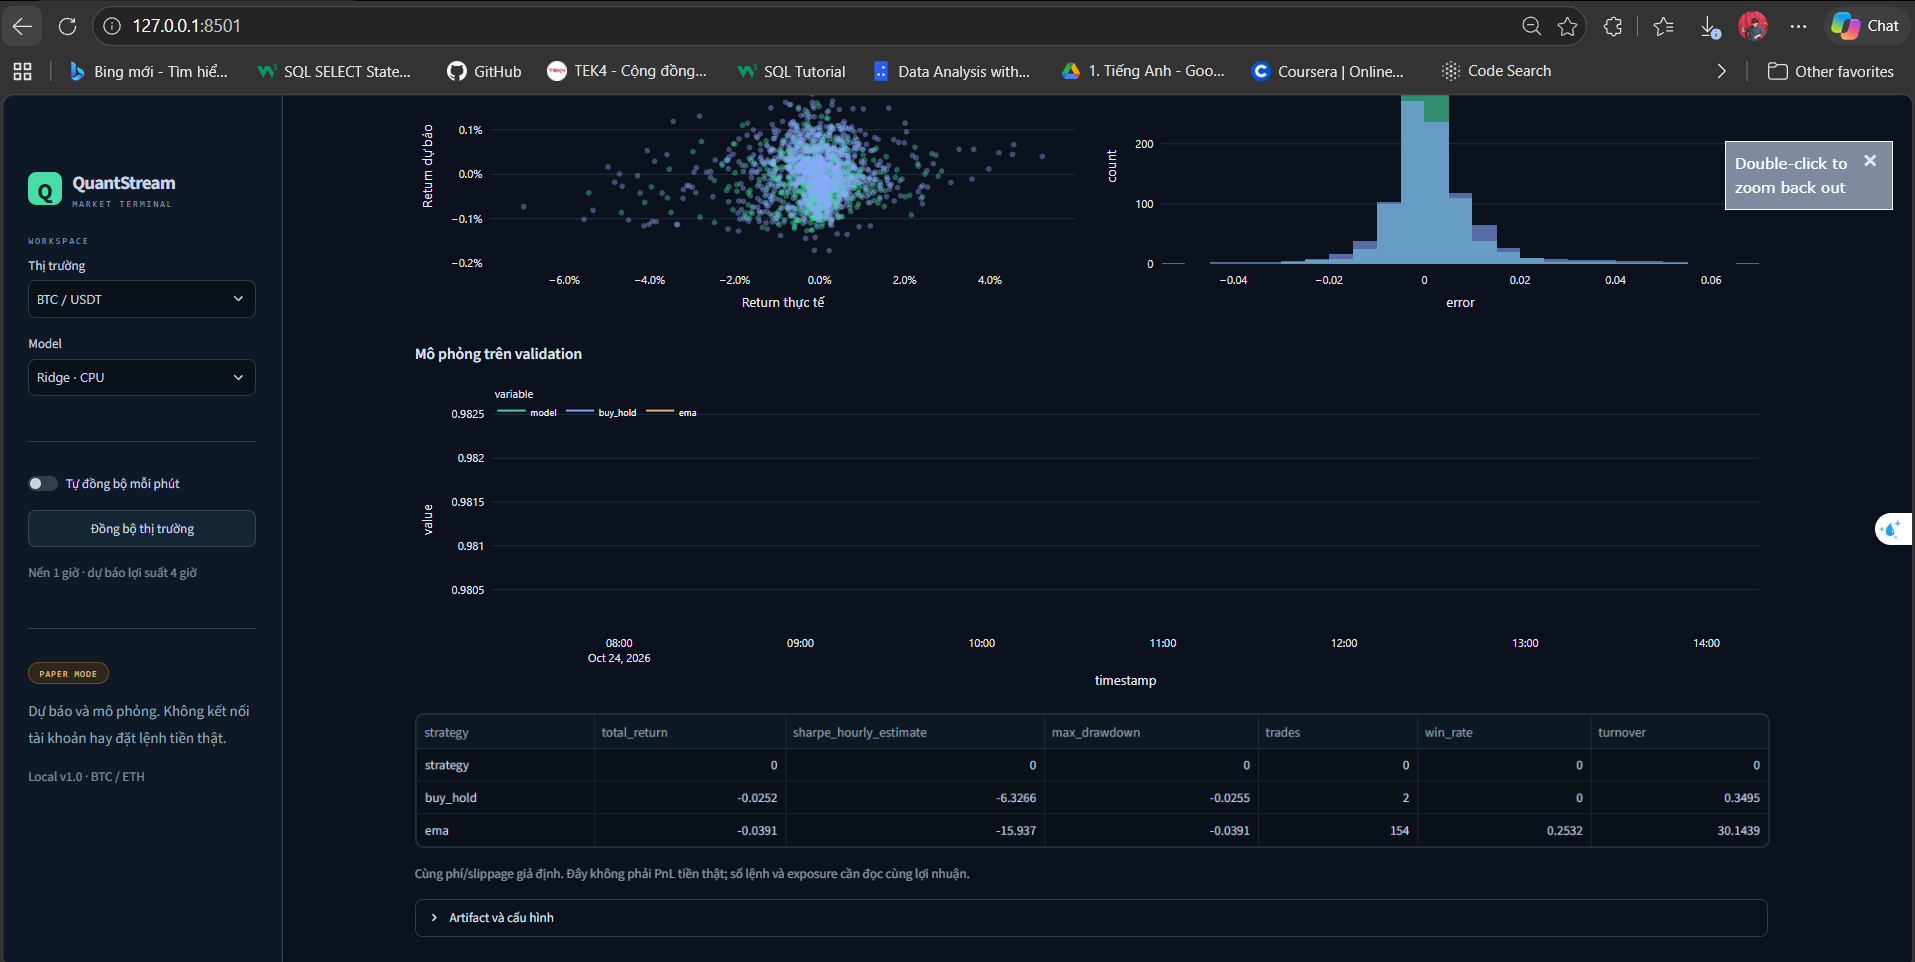 127.0.0.1:8501
Chat
Bing mới - Tìm hiể...
SQL SELECT State...
GitHub
TEK4 - Cộng đồng...
SQL Tutorial
Data Analysis with...
1. Tiếng Anh - Goo...
Coursera | Online...
Code Search
Other favorites
Q
QuantStream
MARKET TERMINAL
WORKSPACE
Thị trường
BTC / USDT
Model
Ridge · CPU
Tự đồng bộ mỗi phút
Đồng bộ thị trường
Nến 1 giờ · dự báo lợi suất 4 giờ
PAPER MODE
Dự báo và mô phỏng. Không kết nối
tài khoản hay đặt lệnh tiền thật.
Local v1.0 · BTC / ETH
Return dự báo
0.1%
0.0%
−0.1%
−0.2%
−6.0% −4.0% −2.0% 0.0% 2.0% 4.0%
Return thực tế
count
200
100
0
−0.04 −0.02 0 0.02 0.04 0.06
error
Double-click to
zoom back out
Mô phỏng trên validation
variable
model buy_hold ema
value
0.9825
0.982
0.9815
0.981
0.9805
08:00 09:00 10:00 11:00 12:00 13:00 14:00
Oct 24, 2026
timestamp
strategy total_return sharpe_hourly_estimate max_drawdown trades win_rate turnover
strategy 0 0 0 0 0 0
buy_hold -0.0252 -6.3266 -0.0255 2 0 0.3495
ema -0.0391 -15.937 -0.0391 154 0.2532 30.1439
Cùng phí/slippage giả định. Đây không phải PnL tiền thật; số lệnh và exposure cần đọc cùng lợi nhuận.
Artifact và cấu hình